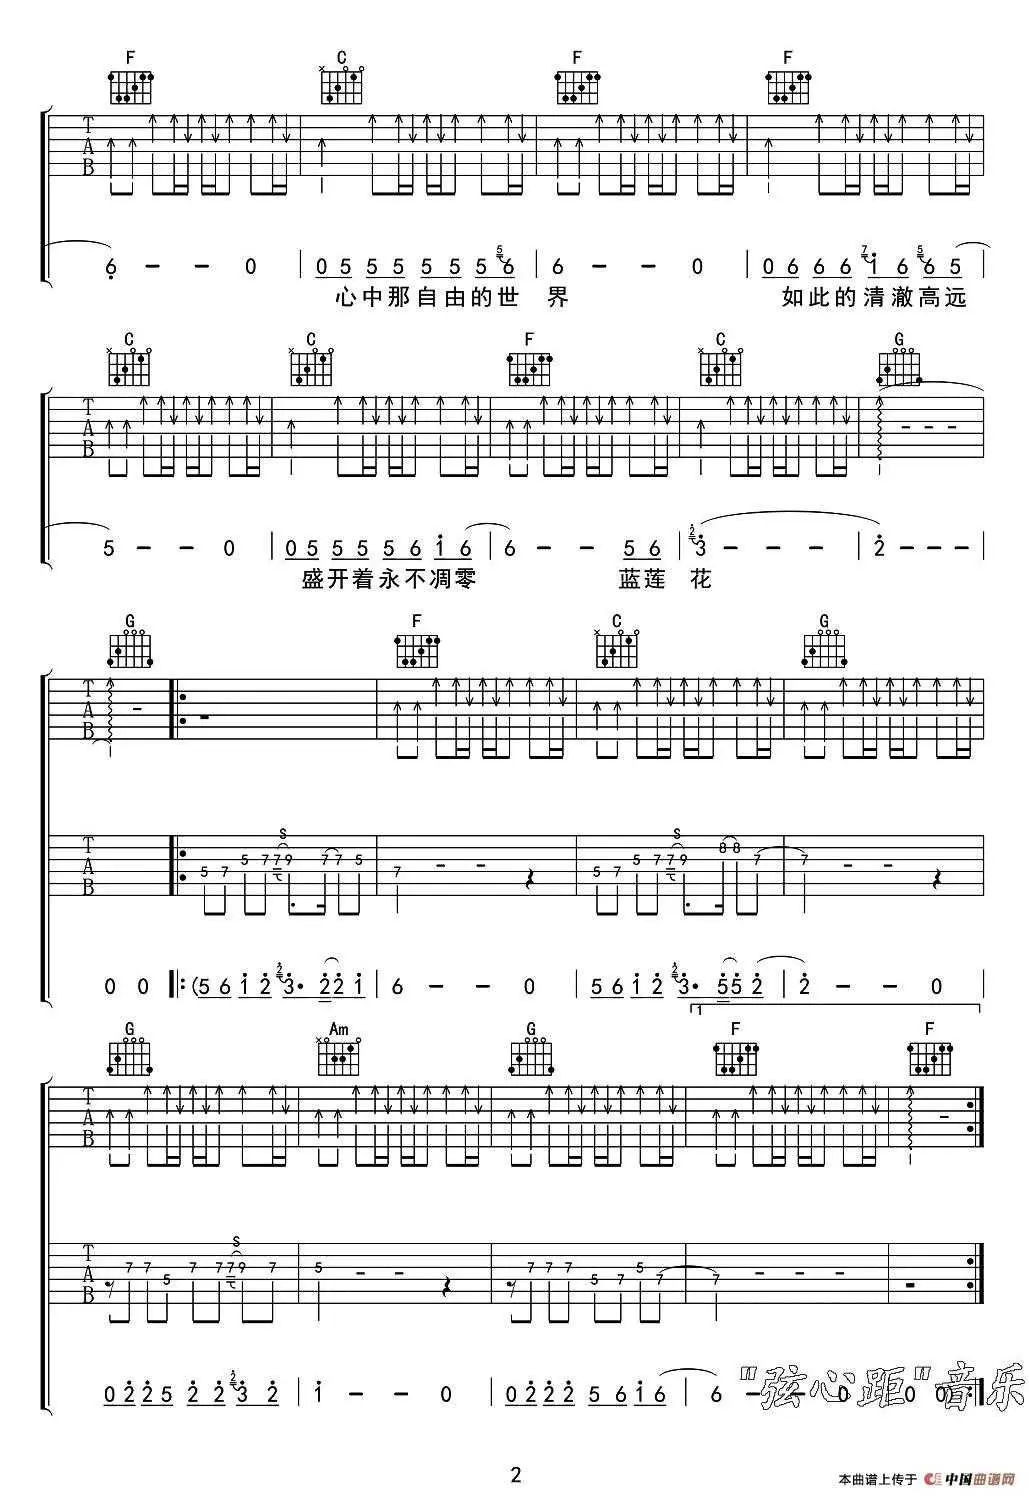 F C F F
T
A
B
5 7 5
6 - - 0 0 5 5 5 5 5 5 6 6 - - 0 0 6 6 6 1 6 6 5
心中那自由的世 界 如此的清澈高远
C C F C G
T
A
B
2
5 - - 0 0 5 5 5 5 6 1 6 6 - - 5 6 3 - - - 2 - -
盛开着永不凋零 蓝莲 花
G F C G
T
A
B
S S
T
A
B
5 7 5 7 7 9 7 7 5 7 - - 5 7 5 7 7 9 8 8 7 7 - -
2 2
0 0 (5 6 1 2 3 2 2 1 6 - - 0 5 6 1 2 3 5 5 2 2 - - 0
1
G Am G F F
T
A
B
S
T
A
B
7 7 5 7 7 7 9 7 5 - - 7 7 7 5 7 5 7 7 - - -
2
0 2 2 5 2 2 3 2 1 - - 0 0 2 2 2 5 6 1 6 6 - - 0 0 0)
"弦心距"音乐
2
本曲谱上传于 中国曲谱网